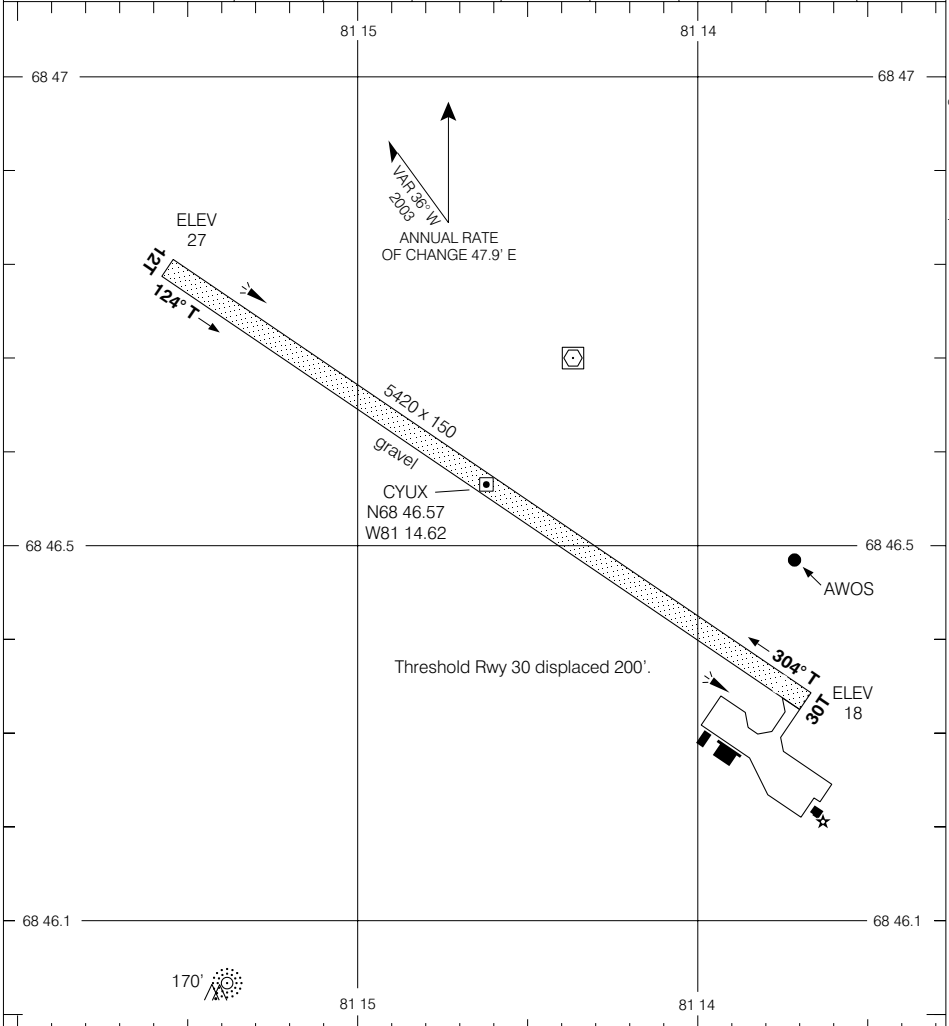 81 15
81 14
68 47
68 47
VAR 36° W
2003
ANNUAL RATE
OF CHANGE 47.9' E
ELEV
27
12T
124° T
5420 x 150
gravel
CYUX
N68 46.57
W81 14.62
68 46.5
68 46.5
AWOS
Threshold Rwy 30 displaced 200'.
304° T
30T
ELEV
18
68 46.1
68 46.1
170'
81 15
81 14